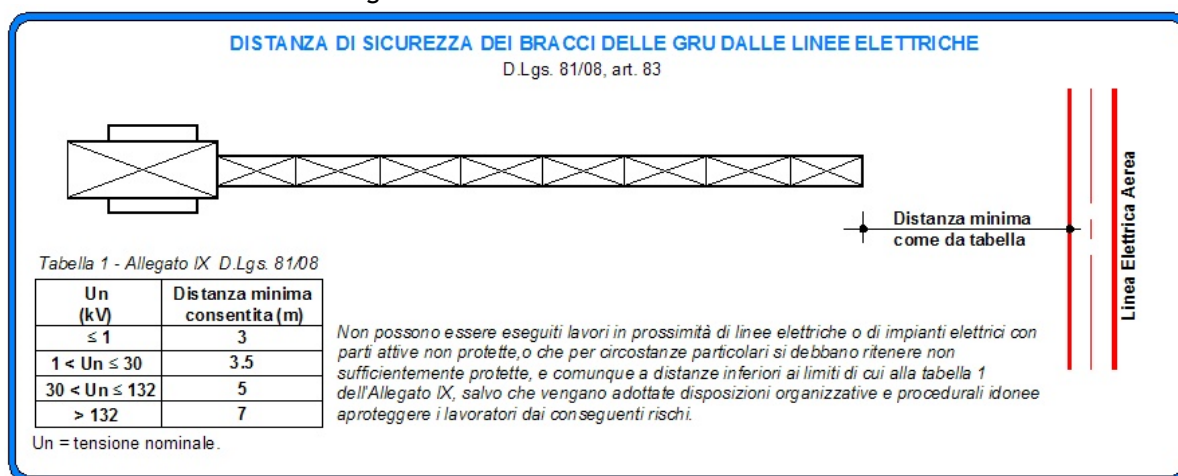 DISTANZA DI SICUREZZA DEI BRACCI DELLE GRU DALLE LINEE ELETTRICHE
D.Lgs. 81/08, art. 83
Distanza minima
come da tabella
Linea Elettrica Aerea
Tabella 1 - Allegato IX D.Lgs. 81/08
Un (kV) Distanza minima consentita (m)
≤ 1 3
1 < Un ≤ 30 3.5
30 < Un ≤ 132 5
> 132 7
Un = tensione nominale.
Non possono essere eseguiti lavori in prossimità di linee elettriche o di impianti elettrici con
parti attive non protette,o che per circostanze particolari si debbano ritenere non
sufficientemente protette, e comunque a distanze inferiori ai limiti di cui alla tabella 1
dell'Allegato IX, salvo che vengano adottate disposizioni organizzative e procedurali idonee
aproteggere i lavoratori dai conseguenti rischi.